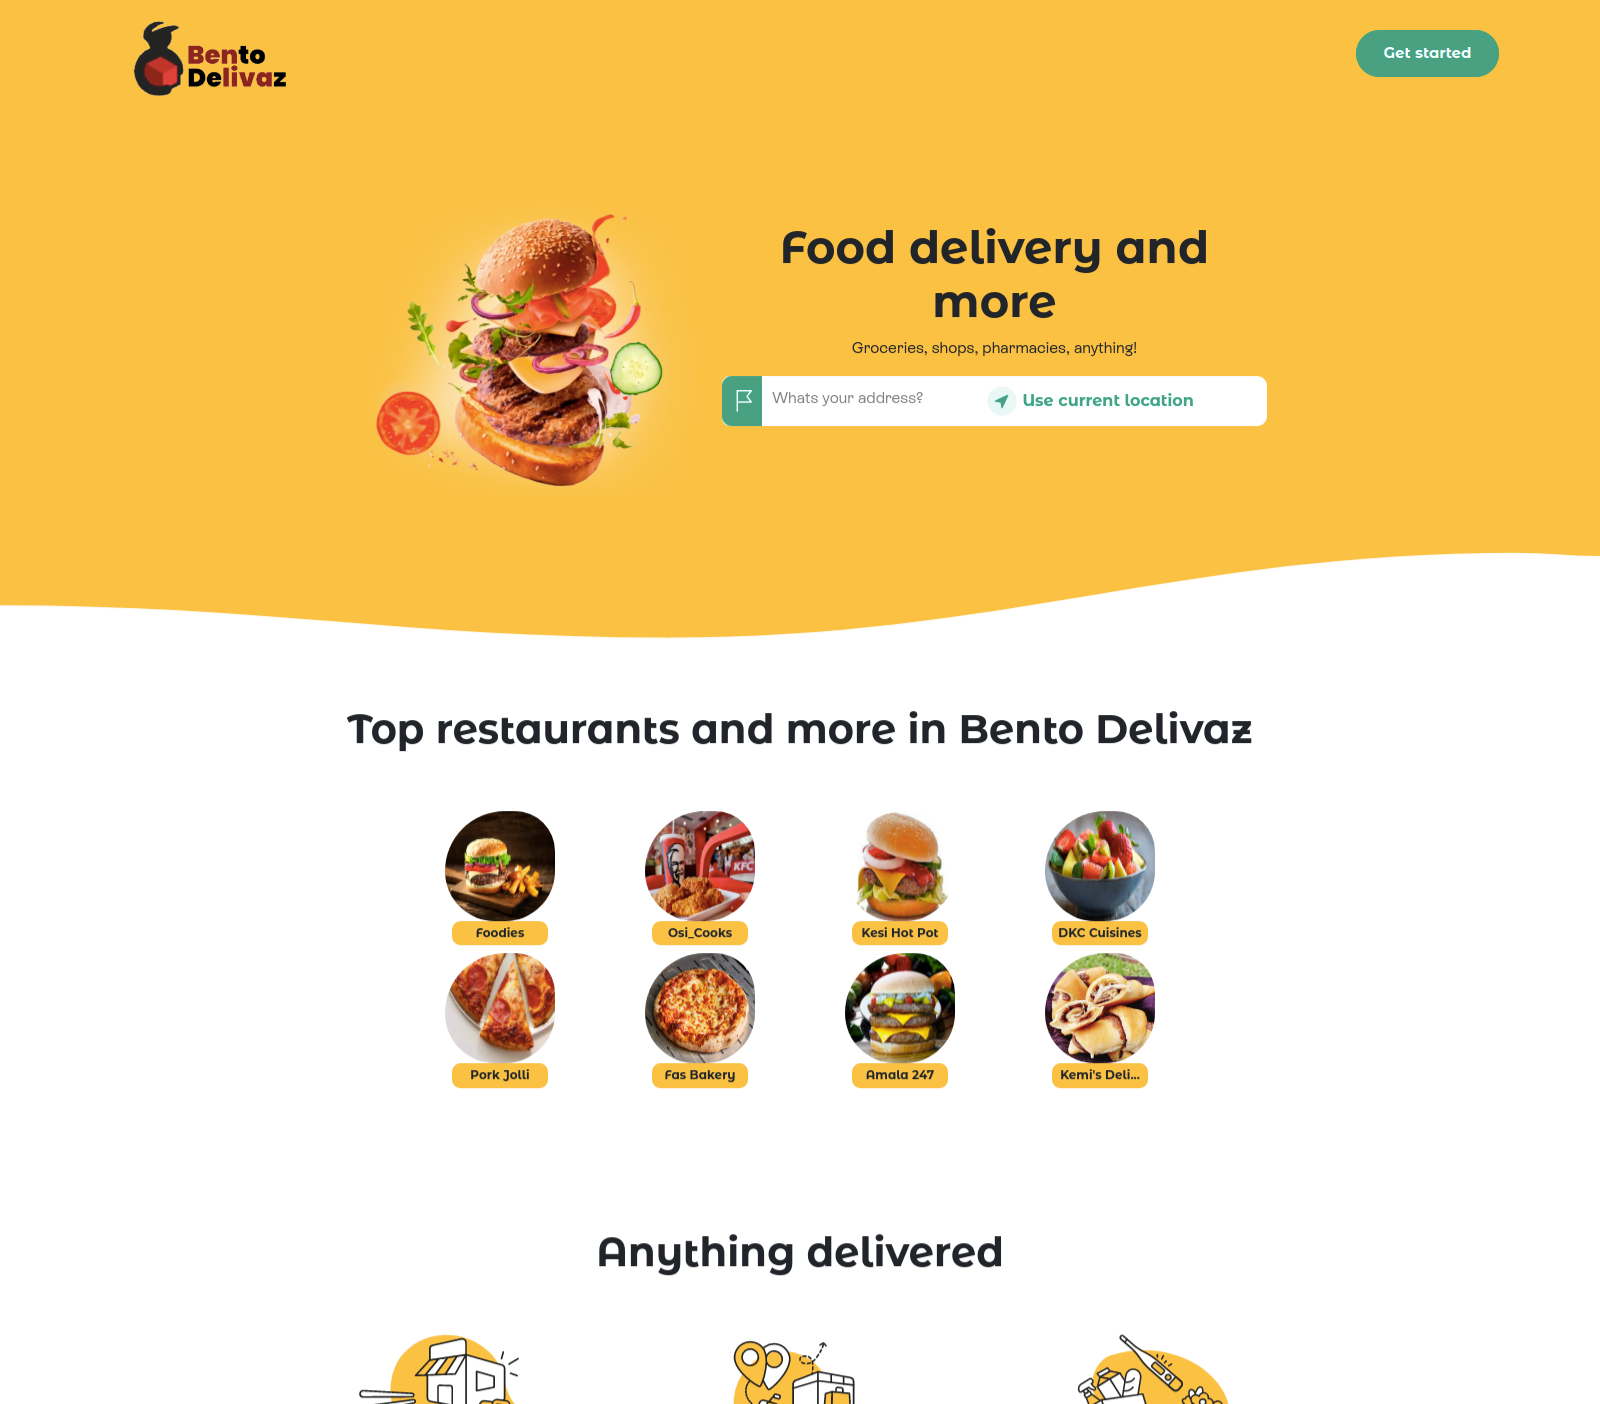 Bento
Delivaz
Get started
Food delivery and
more
Groceries, shops, pharmacies, anything!
Whats your address?
Use current location
Top restaurants and more in Bento Delivaz
KFC
Foodies
Osi_Cooks
Kesi Hot Pot
DKC Cuisines
Pork Jolli
Fas Bakery
Amala 247
Kemi's Deli...
Anything delivered